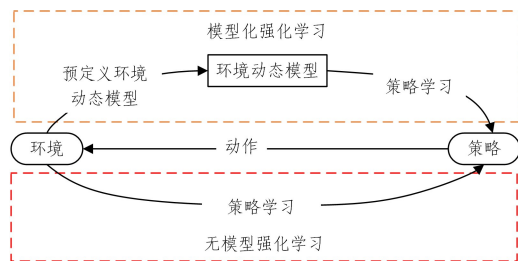 模型化强化学习
预定义环境
动态模型
环境动态模型
策略学习
环境
动作
策略
策略学习
无模型强化学习